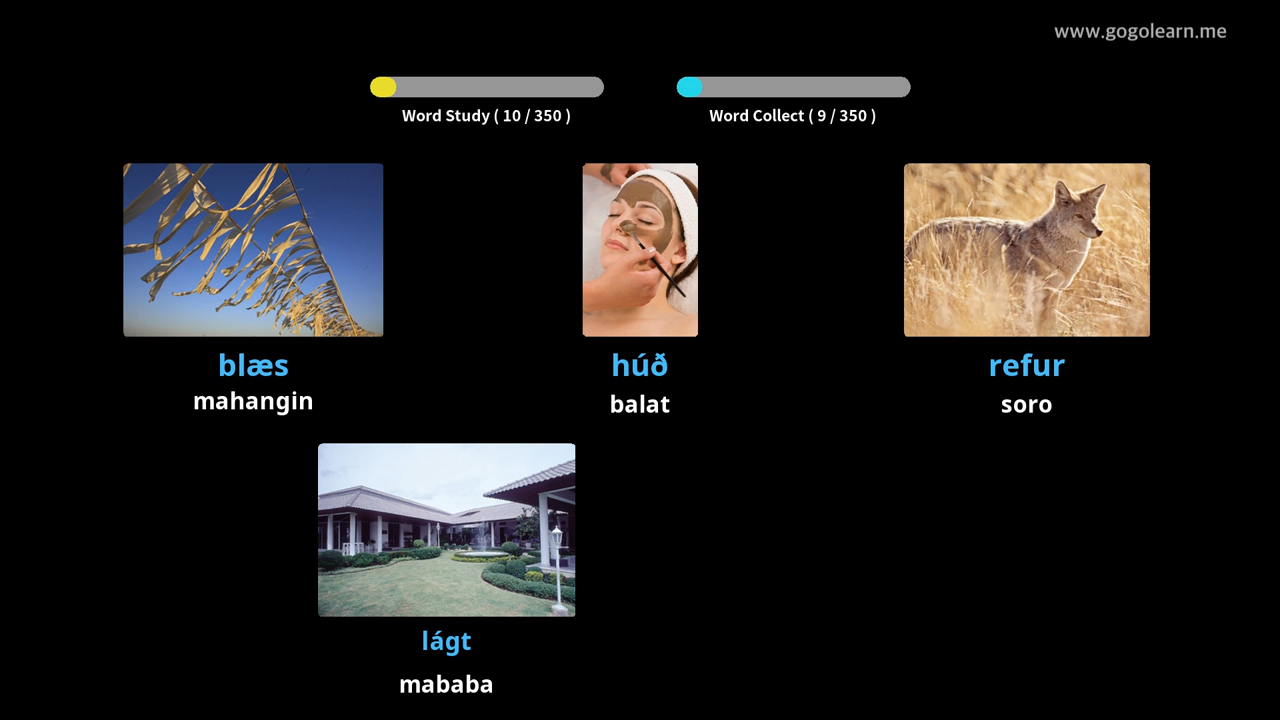 www.gogolearn.me
Word Study ( 10 / 350 )
Word Collect ( 9 / 350 )
blæs
mahangin
húð
balat
refur
soro
lágt
mababa